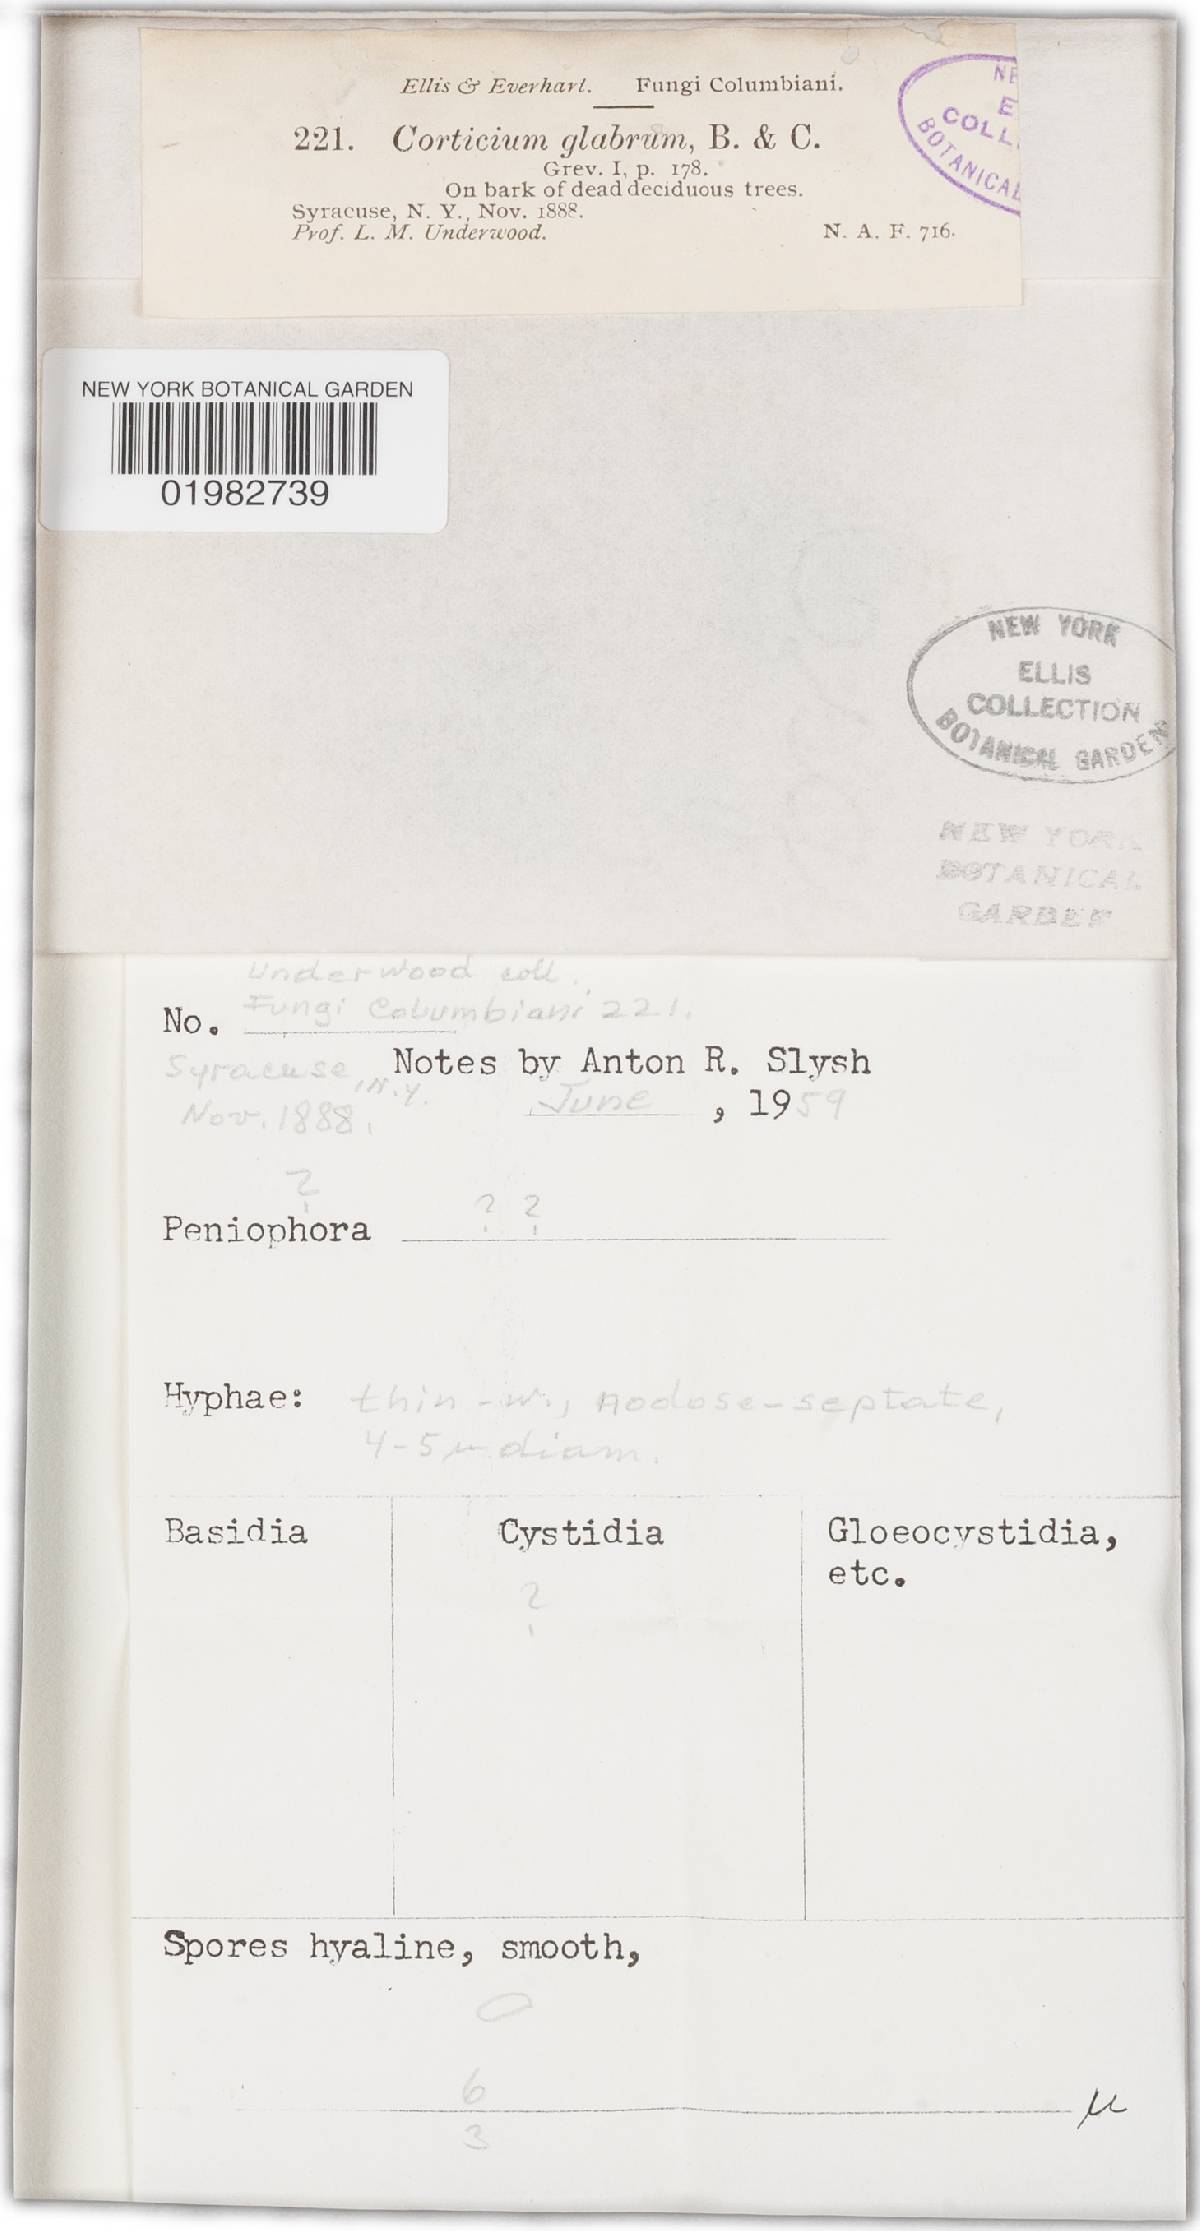 Ellis & Everhart. Fungi Columbiani.
221. Corticium glabrum, B. & C.
Grev. I, p. 178.
On bark of dead deciduous trees.
Syracuse, N. Y., Nov. 1888.
Prof. L. M. Underwood. N. A. F. 716.
NE
E
COLL
BOTANICAL
NEW YORK BOTANICAL GARDEN
01982739
NEW YORK
ELLIS
COLLECTION
BOTANICAL GARDEN
NEW YORK
BOTANICAL
GARDEN
Underwood coll.
No. Fungi Columbiani 221.
Syracuse, N.Y. Notes by Anton R. Slysh
Nov. 1888. June, 1959
?
Peniophora ? ?
Hyphae: thin-w., nodose-septate,
4-5 µ diam.
Basidia Cystidia Gloeocystidia,
etc.
?
Spores hyaline, smooth,
6
µ
3